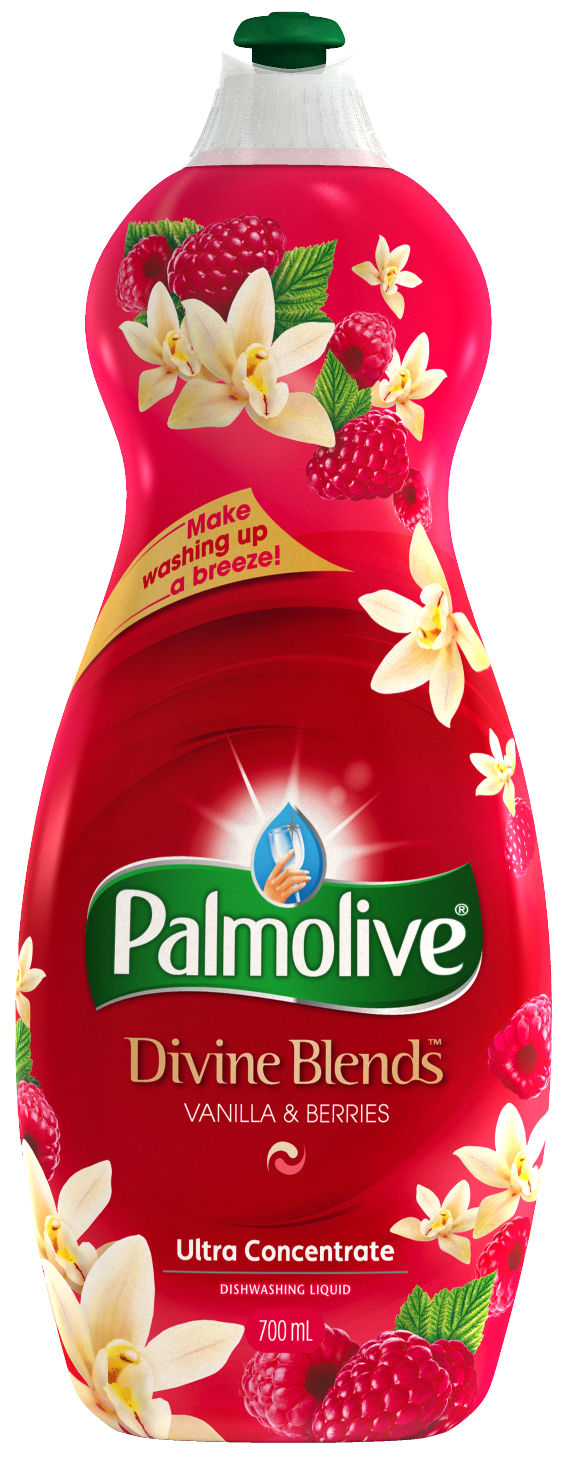 Make
washing up
a breeze!
Palmolive®
Divine Blends™
VANILLA & BERRIES
Ultra Concentrate
DISHWASHING LIQUID
700 mL